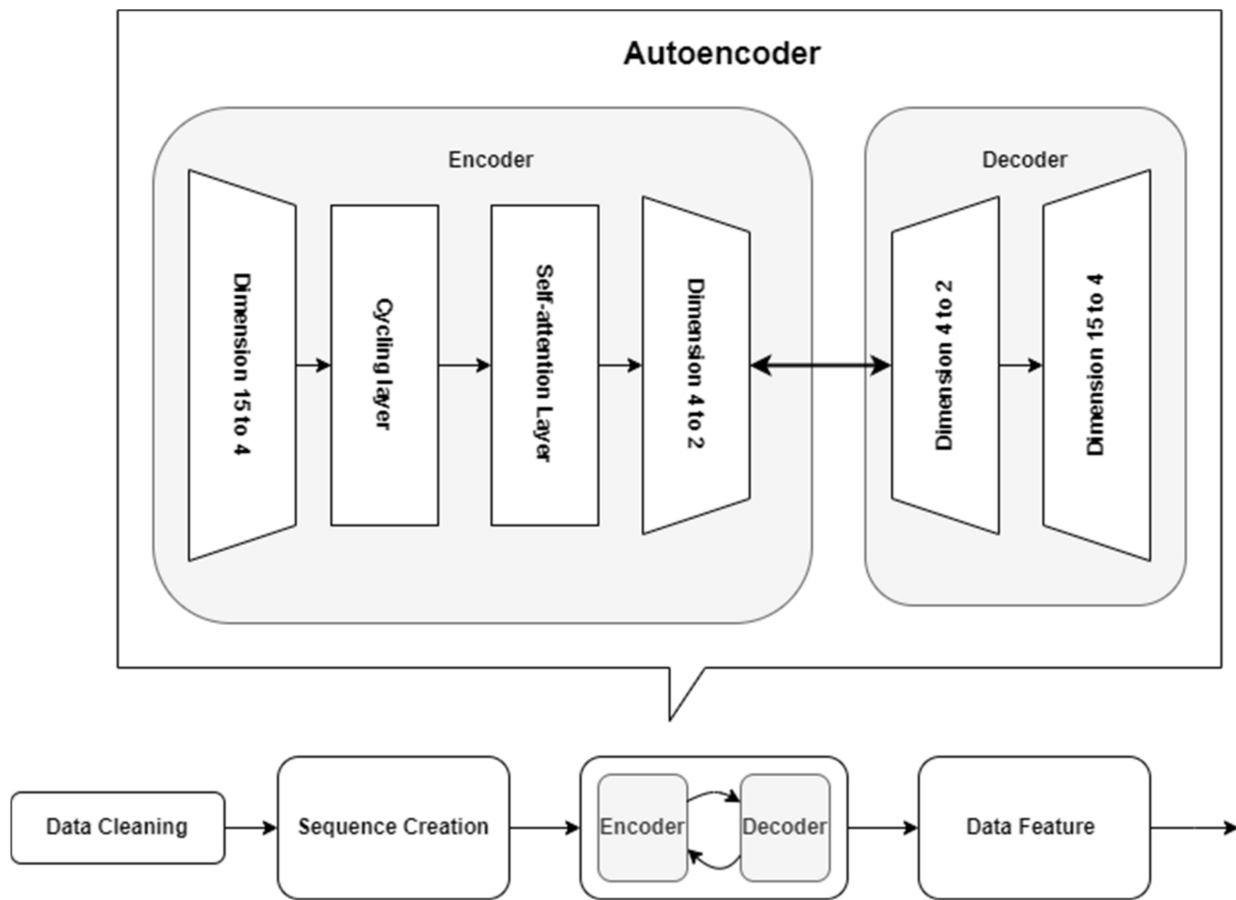 Autoencoder
Encoder
Decoder
Dimension 15 to 4
Cycling layer
Self-attention Layer
Dimension 4 to 2
Dimension 4 to 2
Dimension 15 to 4
Data Cleaning
Sequence Creation
Encoder
Decoder
Data Feature